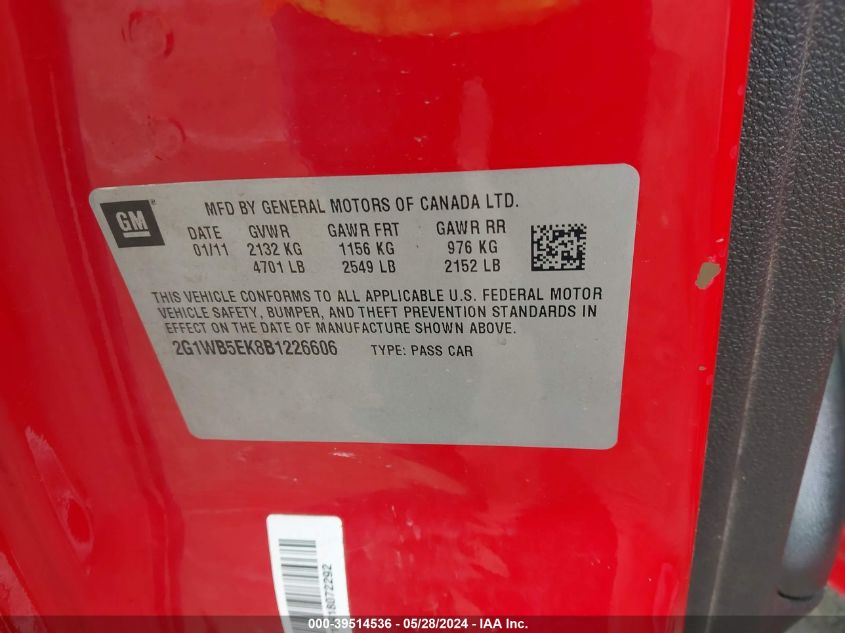 GM
MFD BY GENERAL MOTORS OF CANADA LTD.
DATE GVWR GAWR FRT GAWR RR
01/11 2132 KG 1156 KG 976 KG
4701 LB 2549 LB 2152 LB
THIS VEHICLE CONFORMS TO ALL APPLICABLE U.S. FEDERAL MOTOR
VEHICLE SAFETY, BUMPER, AND THEFT PREVENTION STANDARDS IN
EFFECT ON THE DATE OF MANUFACTURE SHOWN ABOVE.
2G1WB5EK8B1226606 TYPE: PASS CAR
18072292
000-39514536 - 05/28/2024 - IAA Inc.